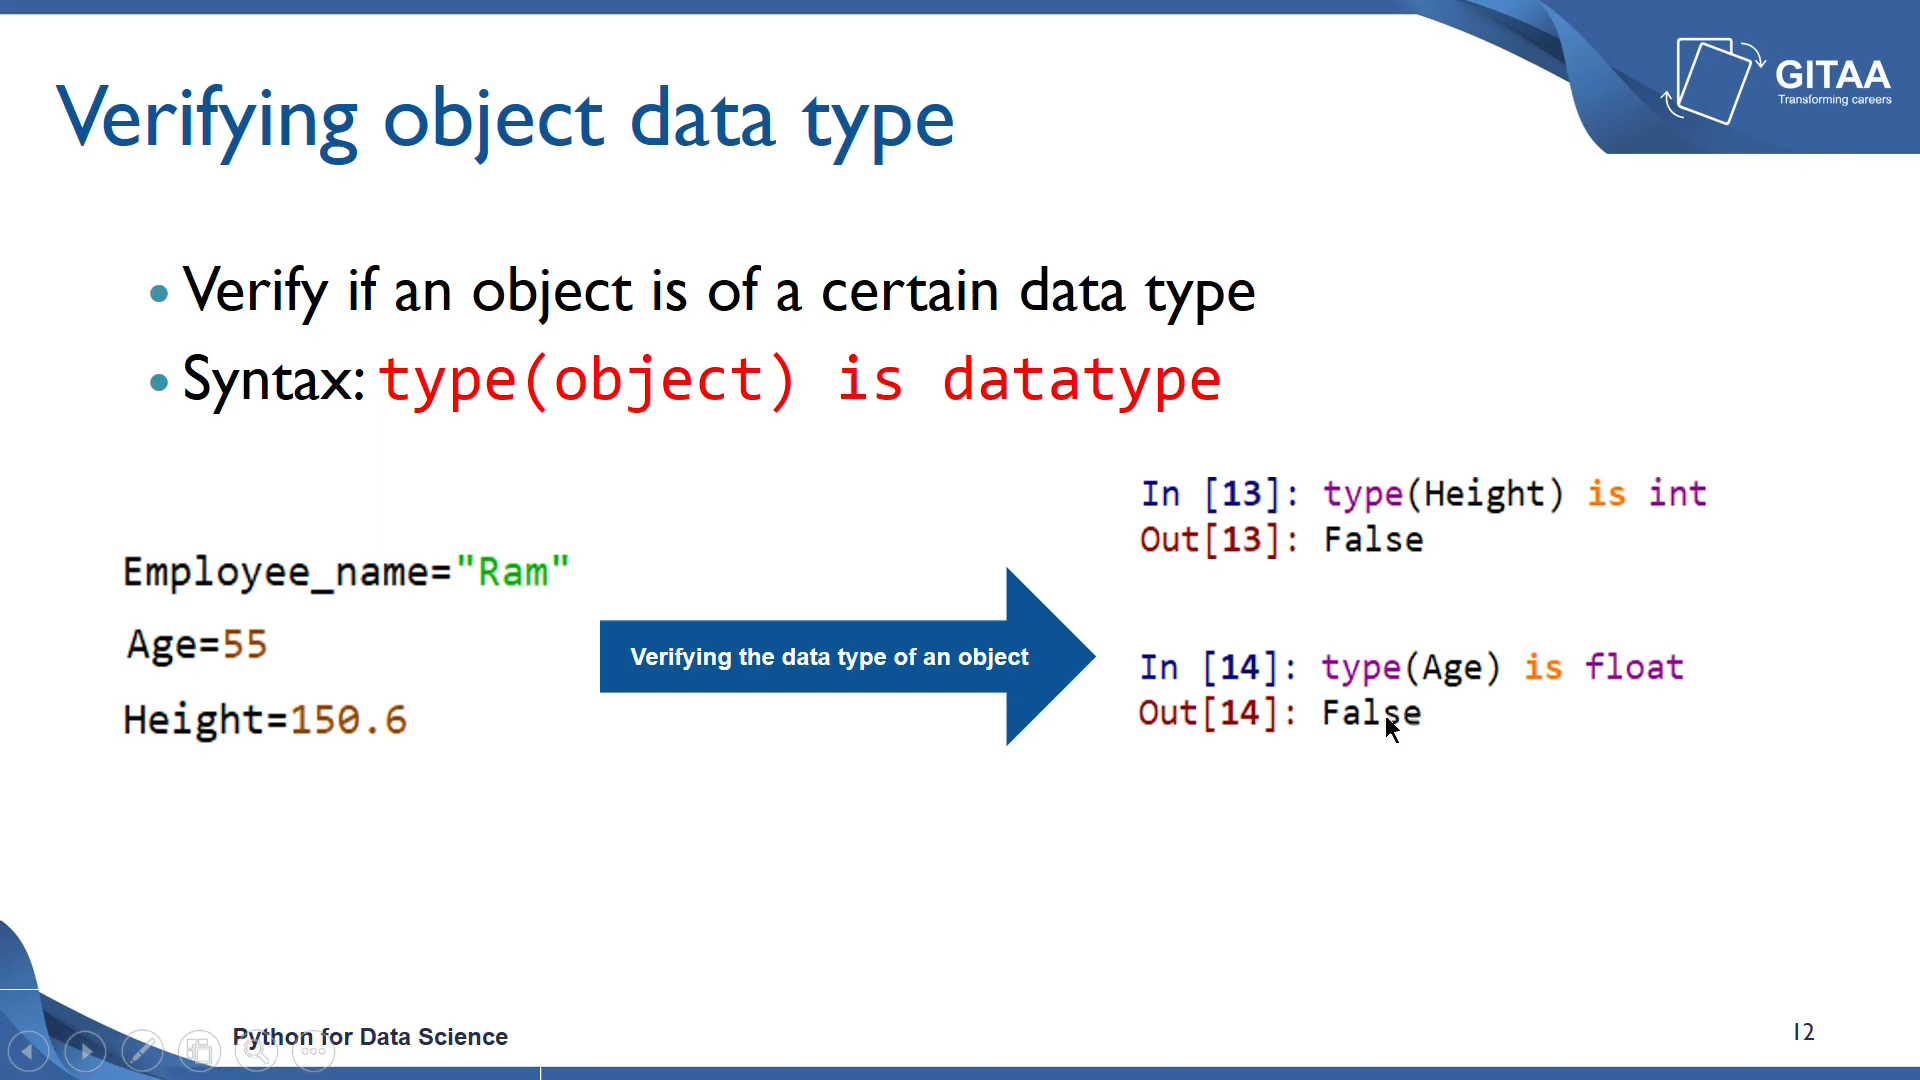 GITAA
Transforming careers
Verifying object data type
• Verify if an object is of a certain data type
• Syntax: type(object) is datatype
Employee_name="Ram"
Age=55
Height=150.6
Verifying the data type of an object
In [13]: type(Height) is int
Out[13]: False
In [14]: type(Age) is float
Out[14]: False
Python for Data Science
12